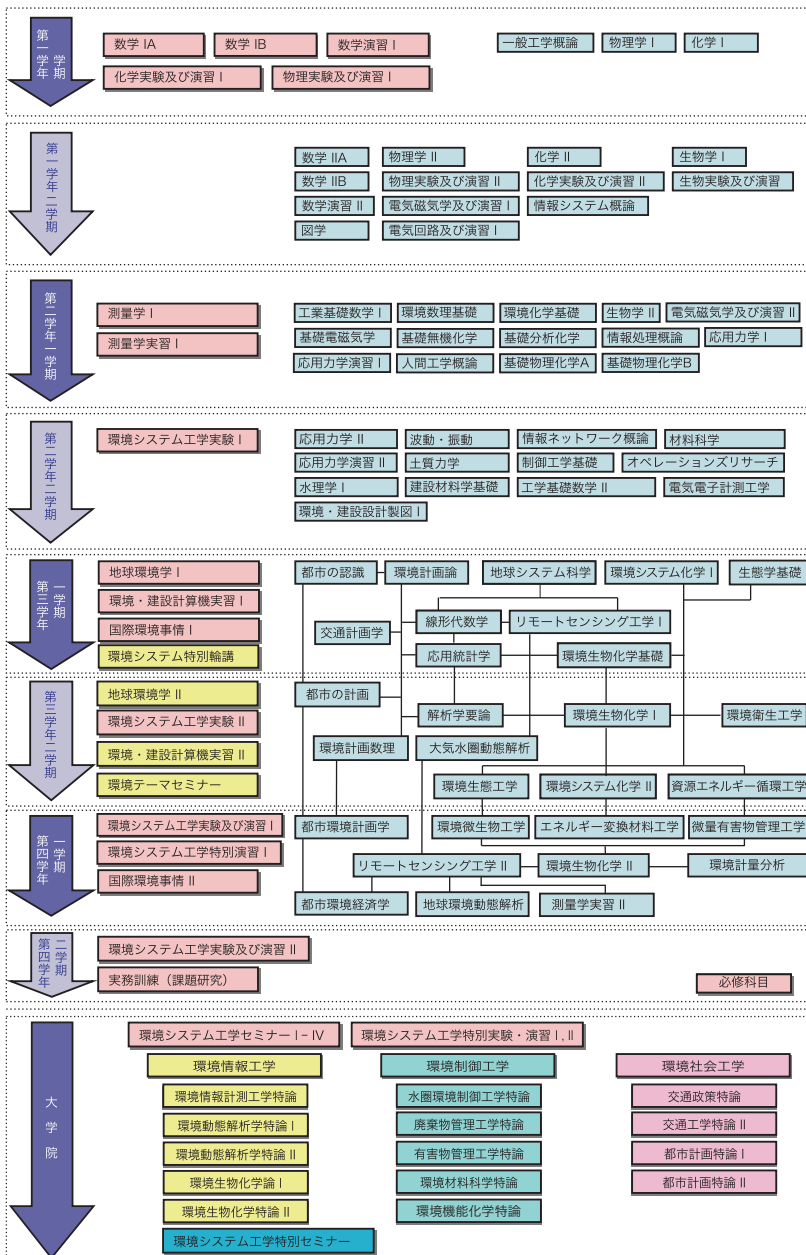 第一学年
一学期
数学 IA
数学 IB
数学演習 I
一般工学概論
物理学 I
化学 I
化学実験及び演習 I
物理実験及び演習 I
第一学年二学期
数学 IIA
物理学 II
化学 II
生物学 I
数学 IIB
物理実験及び演習 II
化学実験及び演習 II
生物実験及び演習
数学演習 II
電気磁気学及び演習 I
情報システム概論
図学
電気回路及び演習 I
第二学年一学期
測量学 I
測量学実習 I
工業基礎数学 I
環境数理基礎
環境化学基礎
生物学 II
電気磁気学及び演習 II
基礎電磁気学
基礎無機化学
基礎分析化学
情報処理概論
応用力学 I
応用力学演習 I
人間工学概論
基礎物理化学A
基礎物理化学B
第二学年二学期
環境システム工学実験 I
応用力学 II
波動・振動
情報ネットワーク概論
材料科学
応用力学演習 II
土質力学
制御工学基礎
オペレーションズリサーチ
水理学 I
建設材料学基礎
工学基礎数学 II
電気電子計測工学
環境・建設設計製図 I
第三学年
一学期
地球環境学 I
環境・建設計算機実習 I
国際環境事情 I
環境システム特別輪講
都市の認識
環境計画論
地球システム科学
環境システム化学 I
生態学基礎
交通計画学
線形代数学
リモートセンシング工学 I
応用統計学
環境生物化学基礎
第三学年二学期
地球環境学 II
環境システム工学実験 II
環境・建設計算機実習 II
環境テーマセミナー
都市の計画
解析学要論
環境生物化学 I
環境衛生工学
環境計画数理
大気水圏動態解析
環境生態工学
環境システム化学 II
資源エネルギー循環工学
第四学年
一学期
環境システム工学実験及び演習 I
環境システム工学特別演習 I
国際環境事情 II
都市環境計画学
環境微生物工学
エネルギー変換材料工学
微量有害物管理工学
リモートセンシング工学 II
環境生物化学 II
環境計量分析
都市環境経済学
地球環境動態解析
測量学実習 II
第四学年
二学期
環境システム工学実験及び演習 II
実務訓練（課題研究）
必修科目
大学院
環境システム工学セミナー I－IV
環境システム工学特別実験・演習 I, II
環境情報工学
環境制御工学
環境社会工学
環境情報計測工学特論
水圏環境制御工学特論
交通政策特論
環境動態解析学特論 I
廃棄物管理工学特論
交通工学特論 II
環境動態解析学特論 II
有害物管理工学特論
都市計画特論 I
環境生物化学論 I
環境材料科学特論
都市計画特論 II
環境生物化学特論 II
環境機能化学特論
環境システム工学特別セミナー